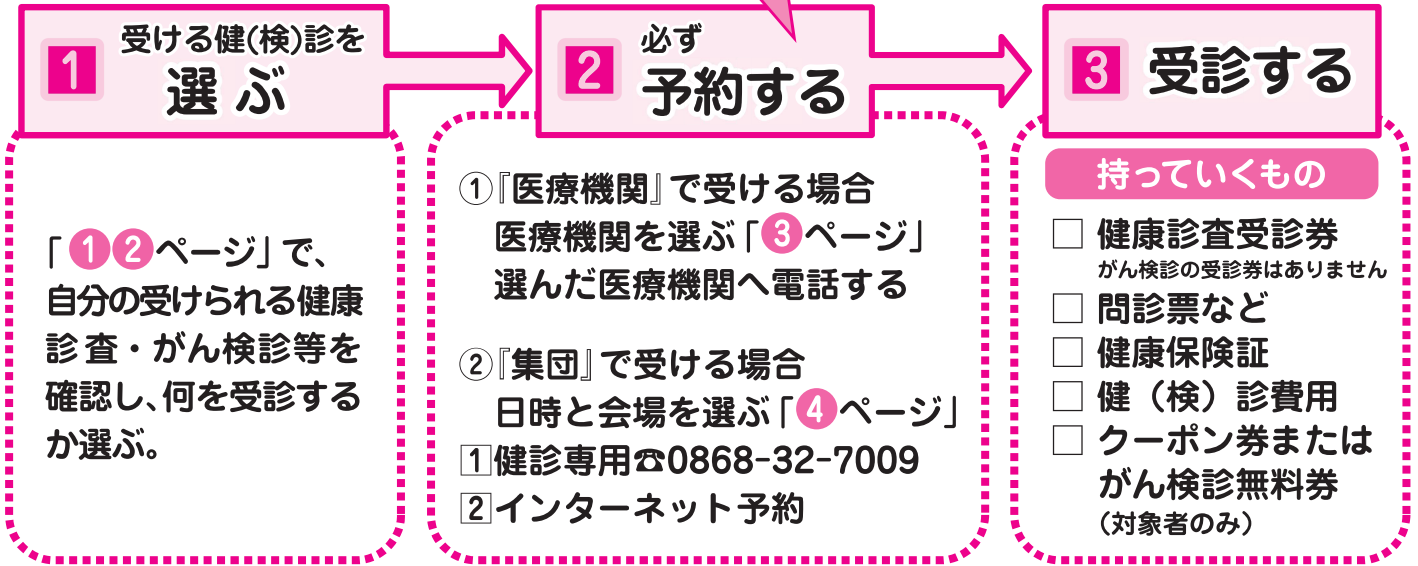 1
受ける健(検)診を
選ぶ
「①②ページ」で、
自分の受けられる健康
診査・がん検診等を
確認し、何を受診する
か選ぶ。
2
必ず
予約する
①『医療機関』で受ける場合
医療機関を選ぶ「③ページ」
選んだ医療機関へ電話する
②『集団』で受ける場合
日時と会場を選ぶ「④ページ」
1健診専用☎0868-32-7009
2インターネット予約
3 受診する
持っていくもの
□ 健康診査受診券
がん検診の受診券はありません
□ 問診票など
□ 健康保険証
□ 健（検）診費用
□ クーポン券または
がん検診無料券
（対象者のみ）